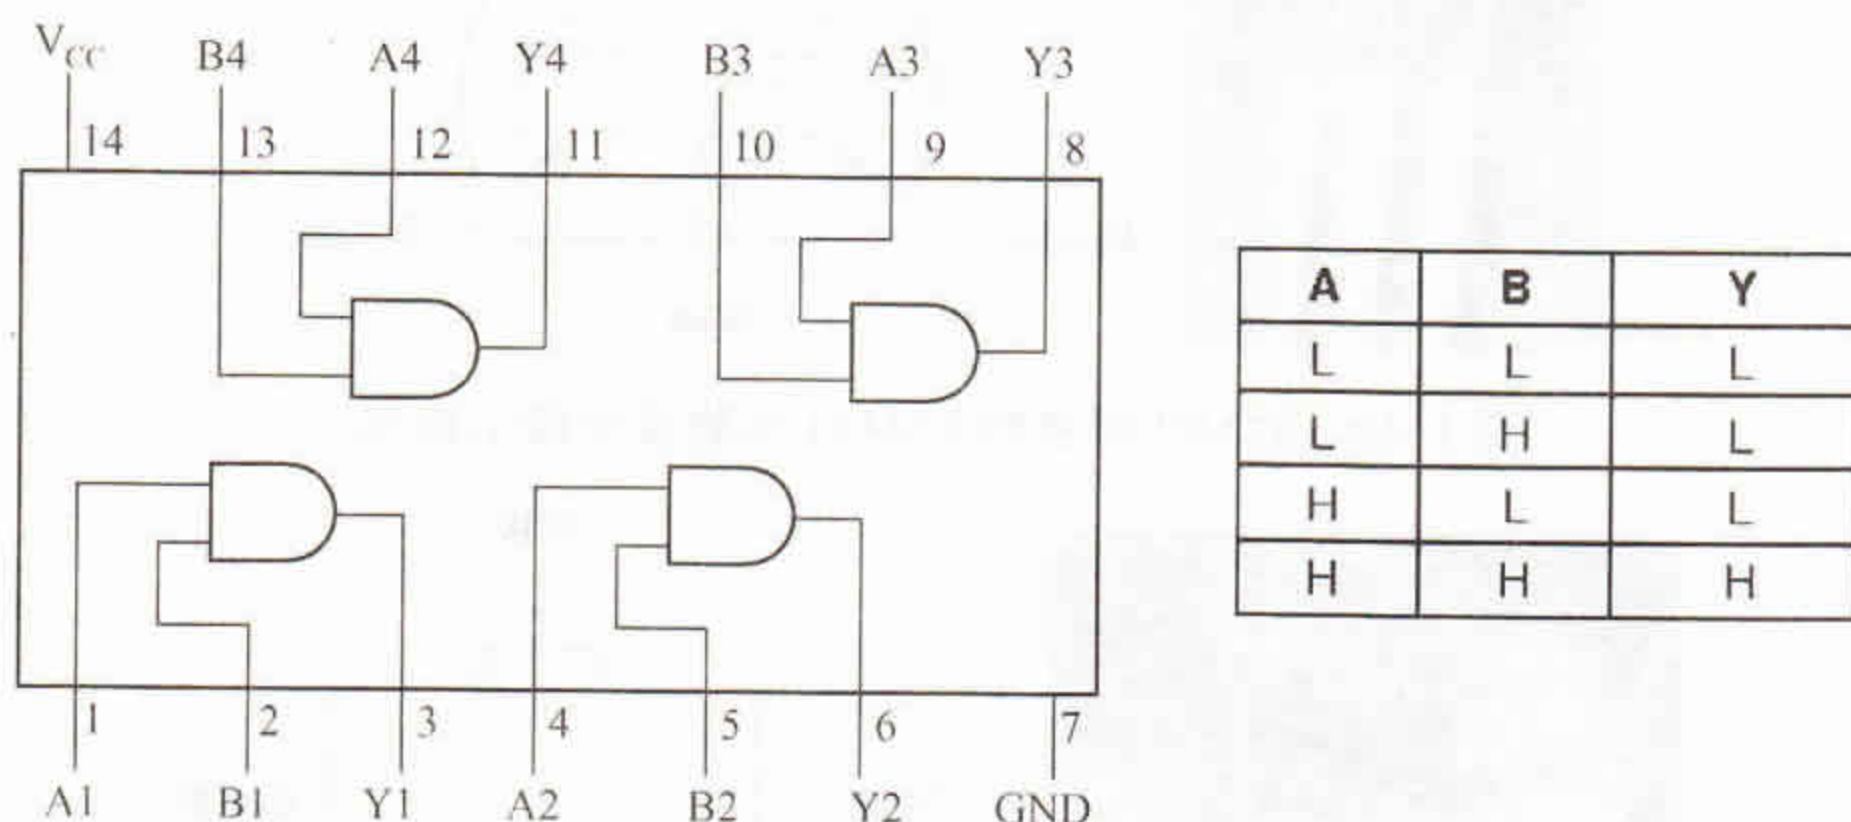 V_CC B4 A4 Y4 B3 A3 Y3
14 13 12 11 10 9 8
A B Y
L L L
L H L
H L L
H H H
1 2 3 4 5 6 7
A1 B1 Y1 A2 B2 Y2 GND